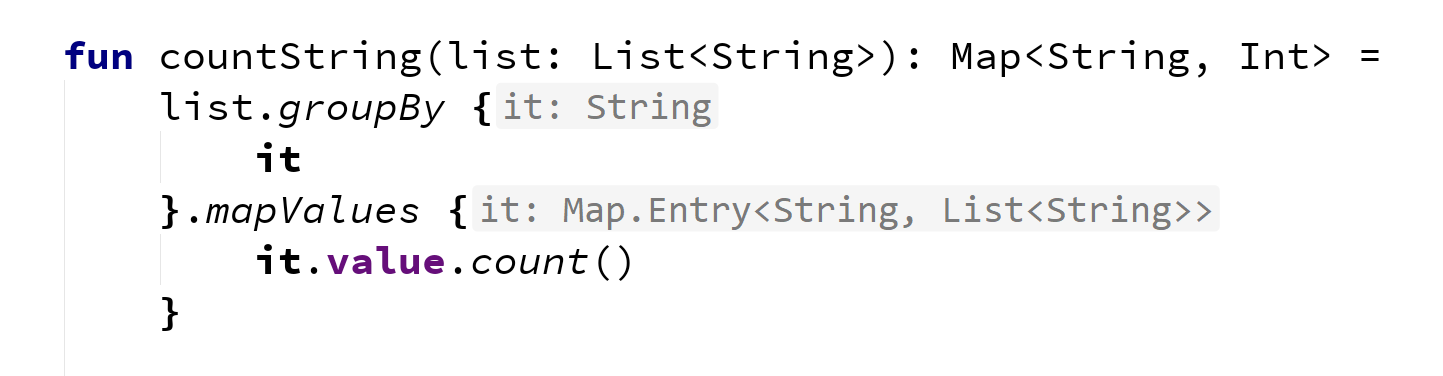 fun countString(list: List<String>): Map<String, Int> =
list.groupBy { it: String
it
}.mapValues { it: Map.Entry<String, List<String>>
it.value.count()
}